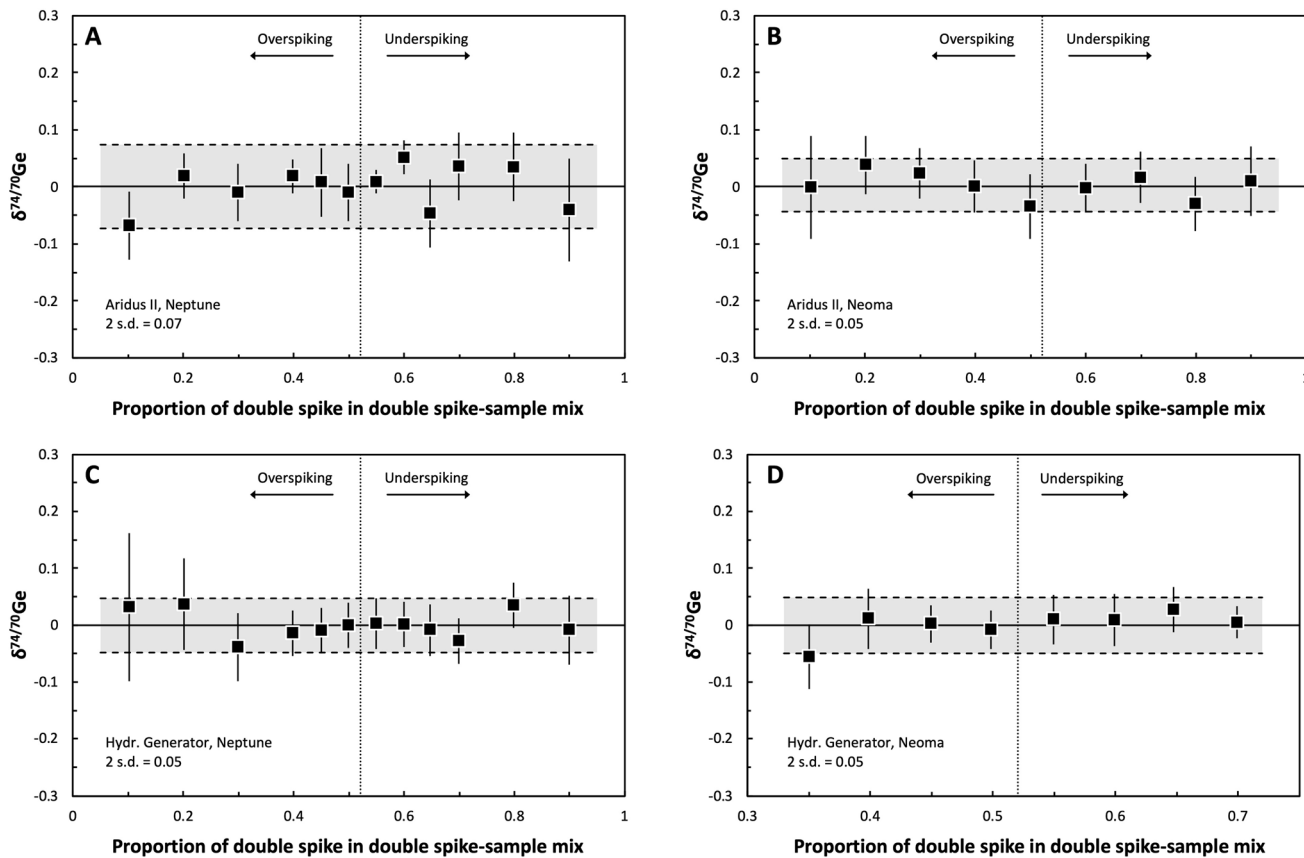 A
Overspiking
Underspiking
0.3
0.2
0.1
0
-0.1
-0.2
-0.3
δ74/70Ge
Aridus II, Neptune
2 s.d. = 0.07
0 0.2 0.4 0.6 0.8 1
Proportion of double spike in double spike-sample mix
B
Overspiking
Underspiking
0.3
0.2
0.1
0
-0.1
-0.2
-0.3
δ74/70Ge
Aridus II, Neoma
2 s.d. = 0.05
0 0.2 0.4 0.6 0.8
Proportion of double spike in double spike-sample mix
C
Overspiking
Underspiking
0.3
0.2
0.1
0
-0.1
-0.2
-0.3
δ74/70Ge
Hydr. Generator, Neptune
2 s.d. = 0.05
0 0.2 0.4 0.6 0.8 1
Proportion of double spike in double spike-sample mix
D
Overspiking
Underspiking
0.3
0.2
0.1
0
-0.1
-0.2
-0.3
δ74/70Ge
Hydr. Generator, Neoma
2 s.d. = 0.05
0.3 0.4 0.5 0.6 0.7
Proportion of double spike in double spike-sample mix